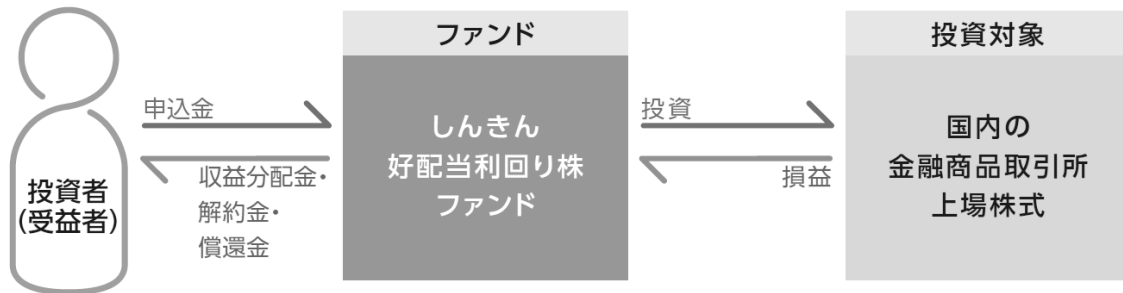 投資者
(受益者)
申込金
収益分配金・
解約金・
償還金
ファンド
しんきん
好配当利回り株
ファンド
投資
損益
投資対象
国内の
金融商品取引所
上場株式